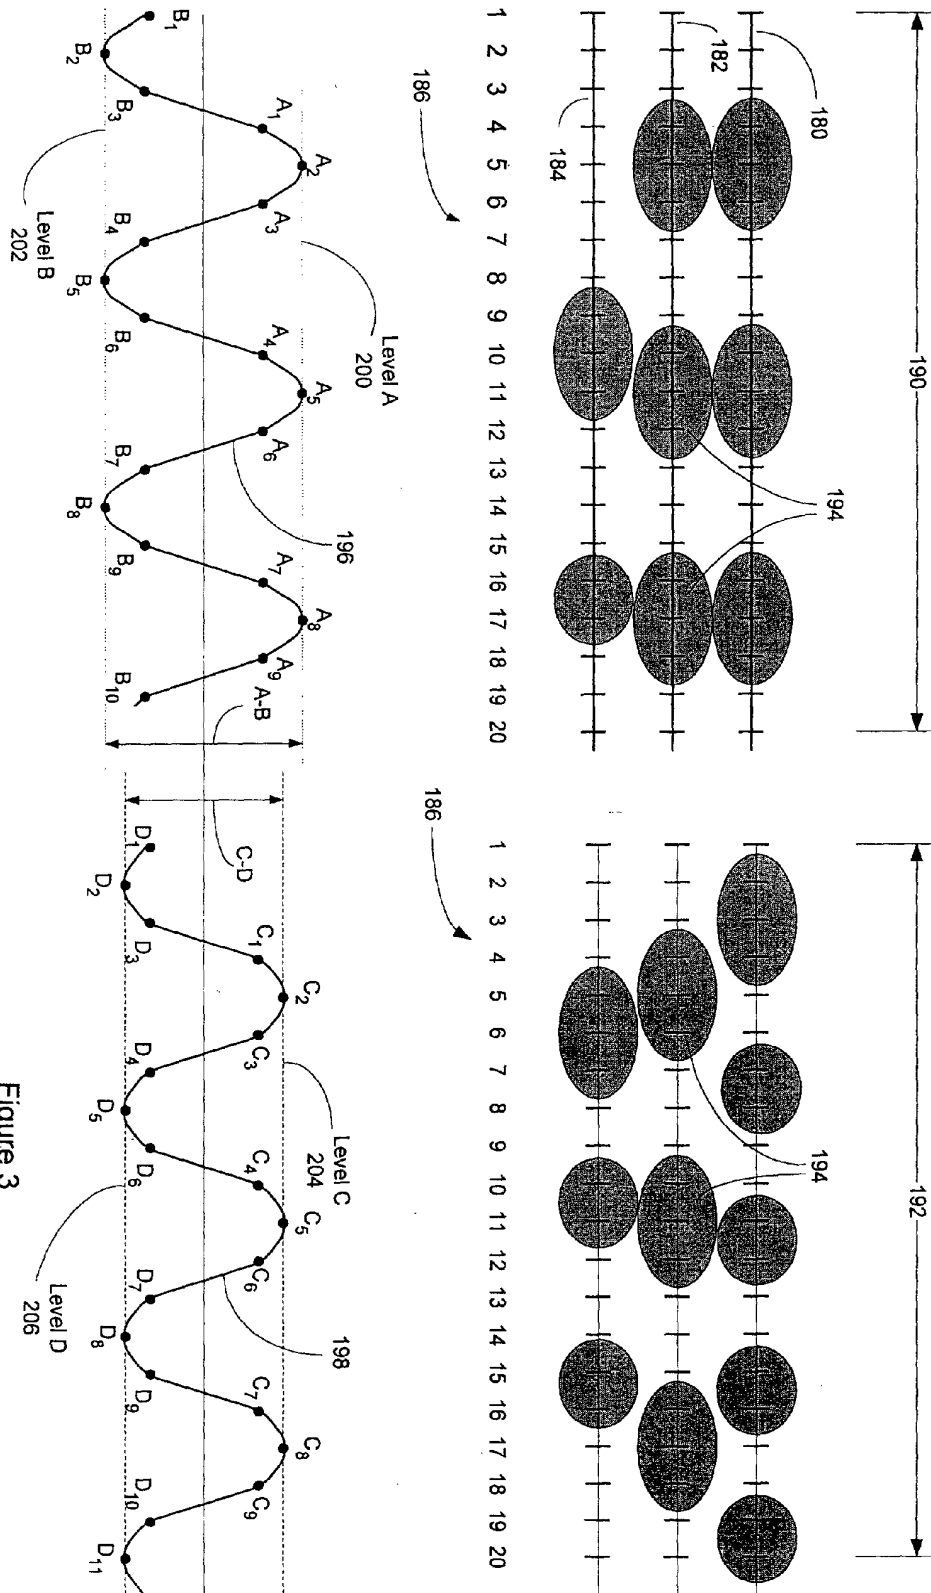 190
180
182
184
194
1 2 3 4 5 6 7 8 9 10 11 12 13 14 15 16 17 18 19 20
186
Level A
200
A1 A2 A3 A4 A5 A6 A7 A8 A9
196
A-B
B1 B2 B3 B4 B5 B6 B7 B8 B9 B10
Level B
202
192
194
1 2 3 4 5 6 7 8 9 10 11 12 13 14 15 16 17 18 19 20
186
Level C
204
C1 C2 C3 C4 C5 C6 C7 C8 C9
198
C-D
D1 D2 D3 D4 D5 D6 D7 D8 D9 D10 D11
Level D
206
Figure 3